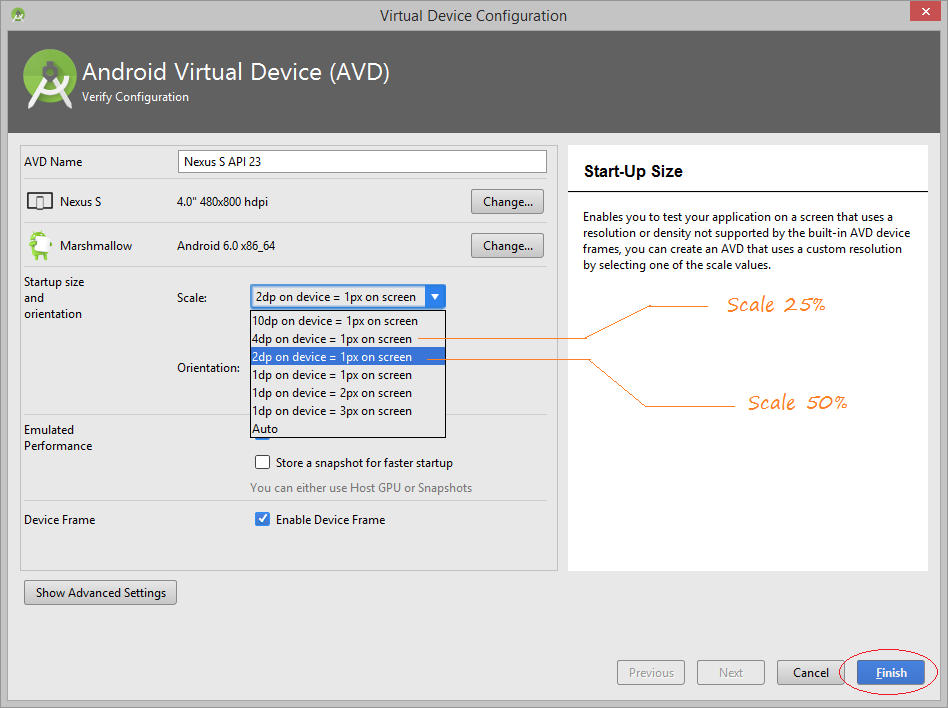 Virtual Device Configuration
Android Virtual Device (AVD)
Verify Configuration
AVD Name
Nexus S API 23
Nexus S
4.0" 480x800 hdpi
Change...
Marshmallow
Android 6.0 x86_64
Change...
Startup size
and
orientation
Scale:
2dp on device = 1px on screen
10dp on device = 1px on screen
4dp on device = 1px on screen
2dp on device = 1px on screen
1dp on device = 1px on screen
1dp on device = 2px on screen
1dp on device = 3px on screen
Auto
Orientation:
Emulated
Performance
Store a snapshot for faster startup
You can either use Host GPU or Snapshots
Device Frame
Enable Device Frame
Show Advanced Settings
Start-Up Size
Enables you to test your application on a screen that uses a
resolution or density not supported by the built-in AVD device
frames, you can create an AVD that uses a custom resolution
by selecting one of the scale values.
Scale 25%
Scale 50%
Previous
Next
Cancel
Finish